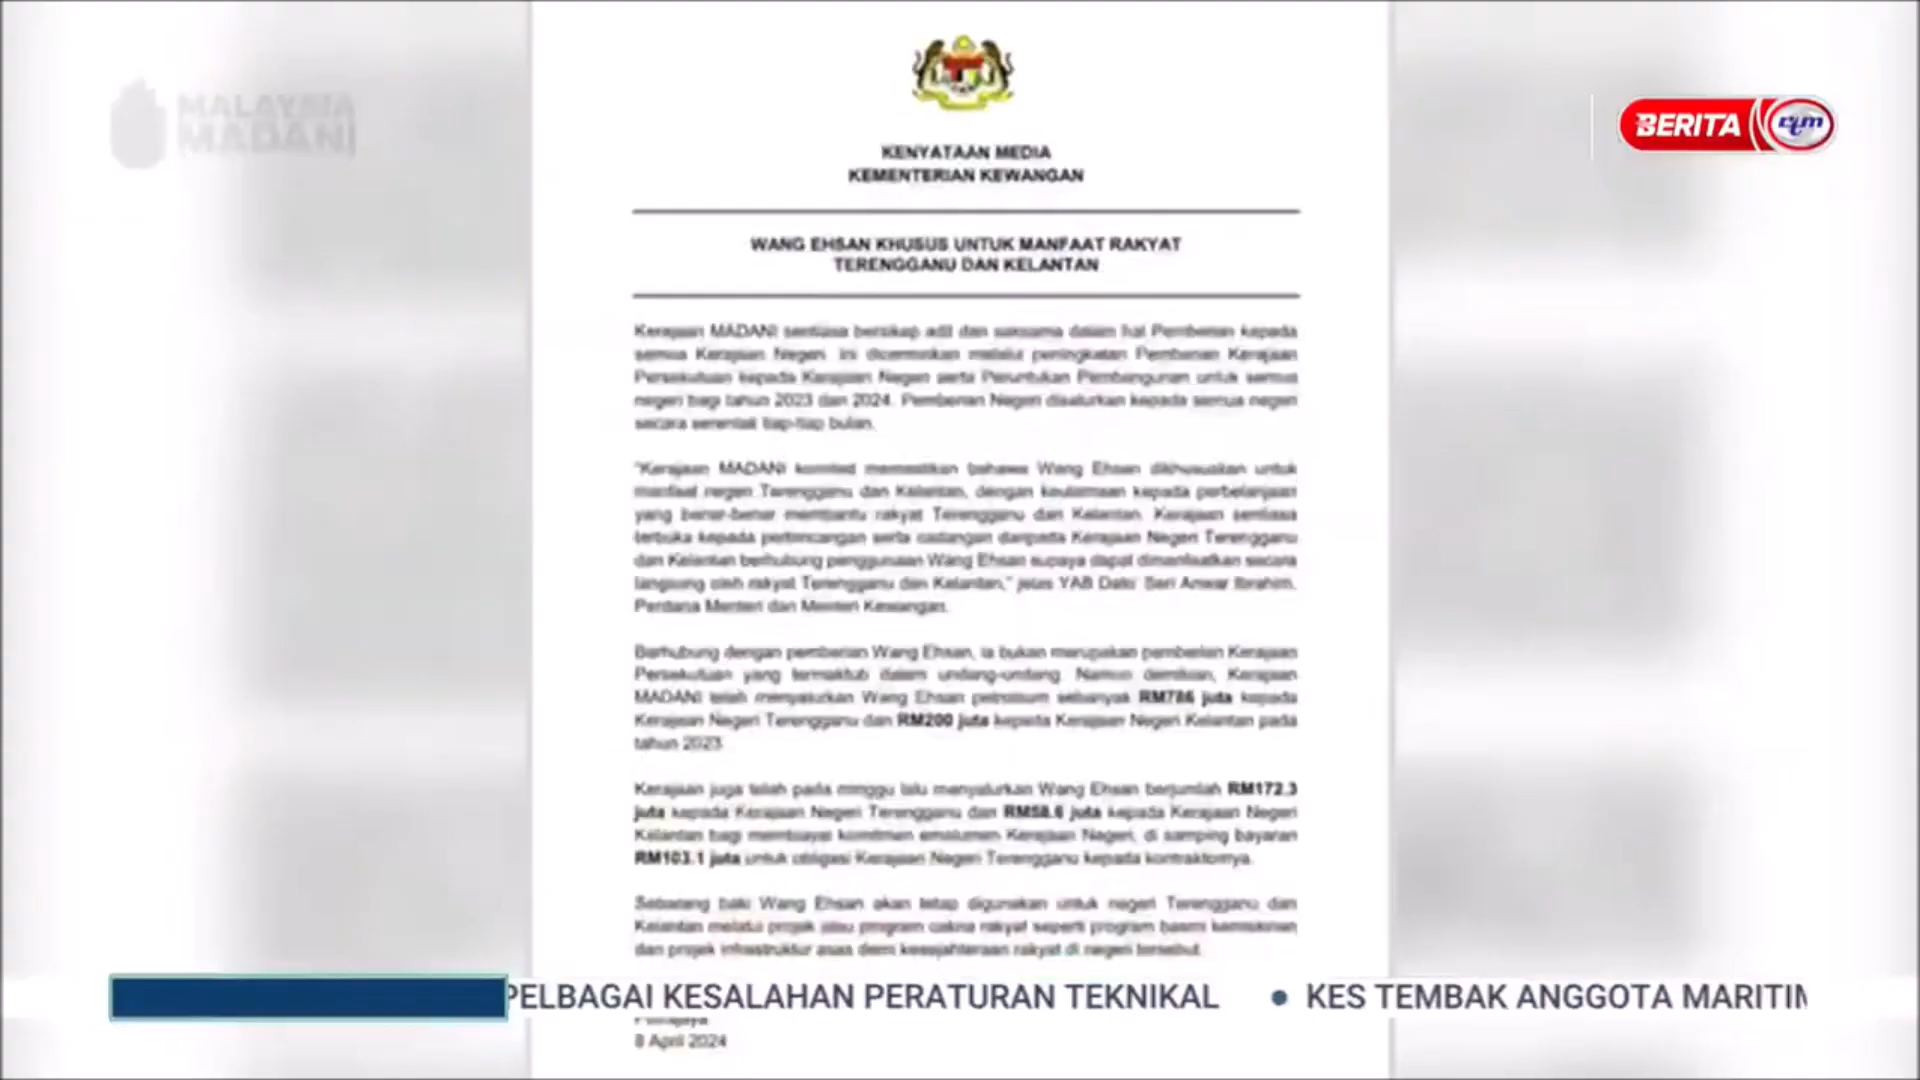 MALAYSIA
MADANI
BERITA rtm
KENYATAAN MEDIA
KEMENTERIAN KEWANGAN
WANG EHSAN KHUSUS UNTUK MANFAAT RAKYAT
TERENGGANU DAN KELANTAN
Kerajaan MADANI sentiasa bersikap adil dan saksama dalam hal Pemberian kepada
semua Kerajaan Negeri. Ini dicerminkan melalui peningkatan Pemberian Kerajaan
Persekutuan kepada Kerajaan Negeri serta Peruntukan Pembangunan untuk semua
negeri bagi tahun 2023 dan 2024. Pemberian Negeri disalurkan kepada semua negeri
secara serentak tiap-tiap bulan.
"Kerajaan MADANI komited memastikan bahawa Wang Ehsan dikhususkan untuk
manfaat negeri Terengganu dan Kelantan, dengan keutamaan kepada perbelanjaan
yang benar-benar membantu rakyat Terengganu dan Kelantan. Kerajaan sentiasa
terbuka kepada perbincangan serta cadangan daripada Kerajaan Negeri Terengganu
dan Kelantan berhubung penggunaan Wang Ehsan supaya dapat dimanfaatkan secara
langsung oleh rakyat Terengganu dan Kelantan," jelas YAB Dato' Seri Anwar Ibrahim,
Perdana Menteri dan Menteri Kewangan.
Berhubung dengan pemberian Wang Ehsan, ia bukan merupakan pemberian Kerajaan
Persekutuan yang termaktub dalam undang-undang. Namun demikian, Kerajaan
MADANI telah menyalurkan Wang Ehsan petroleum sebanyak RM786 juta kepada
Kerajaan Negeri Terengganu dan RM200 juta kepada Kerajaan Negeri Kelantan pada
tahun 2023.
Kerajaan juga telah pada minggu lalu menyalurkan Wang Ehsan berjumlah RM172.3
juta kepada Kerajaan Negeri Terengganu dan RM58.6 juta kepada Kerajaan Negeri
Kelantan bagi membiayai komitmen emolumen Kerajaan Negeri, di samping bayaran
RM103.1 juta untuk obligasi Kerajaan Negeri Terengganu kepada kontraktornya.
Sebarang baki Wang Ehsan akan tetap digunakan untuk negeri Terengganu dan
Kelantan melalui projek atau program cakna rakyat seperti program basmi kemiskinan
dan projek infrastruktur asas demi kesejahteraan rakyat di negeri tersebut.
PELBAGAI KESALAHAN PERATURAN TEKNIKAL • KES TEMBAK ANGGOTA MARITIM
8 April 2024